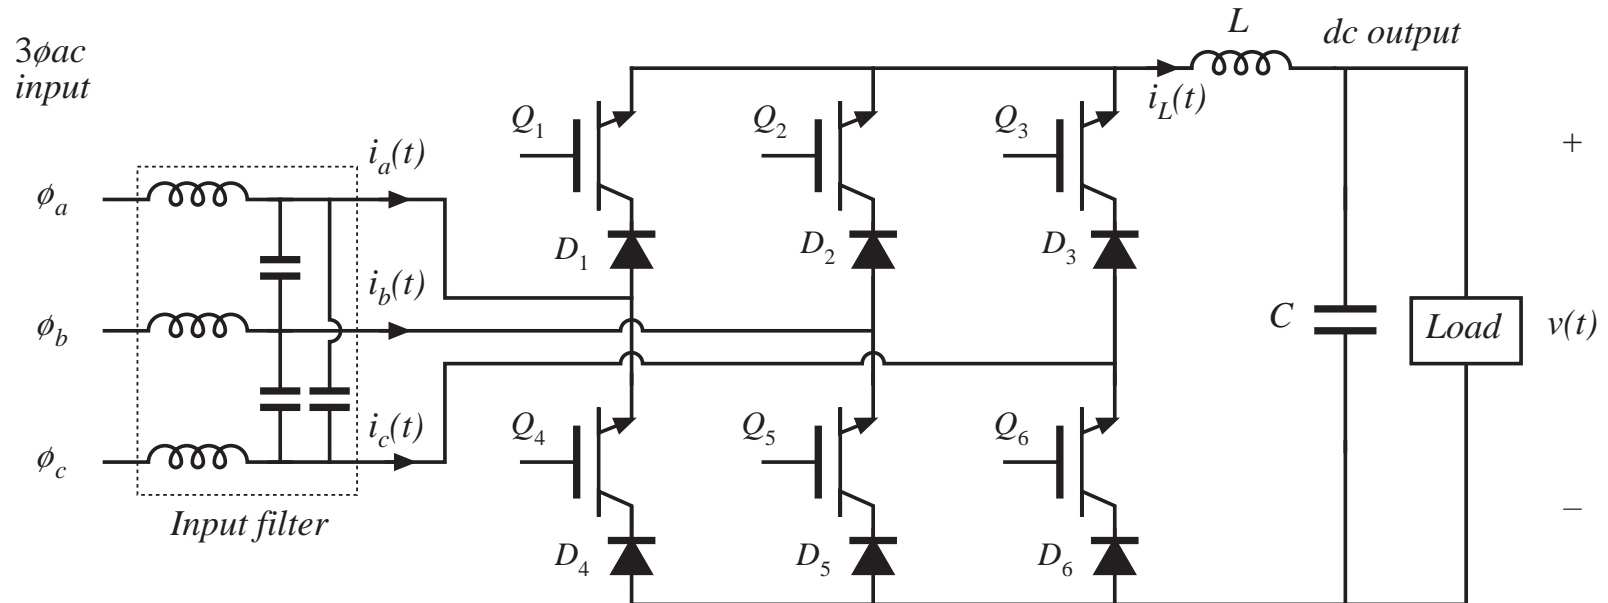 3ϕac
input
ϕa
ϕb
ϕc
Input filter
ia(t)
ib(t)
ic(t)
Q1
Q2
Q3
D1
D2
D3
Q4
Q5
Q6
D4
D5
D6
iL(t)
L
dc output
C
Load
+
v(t)
–